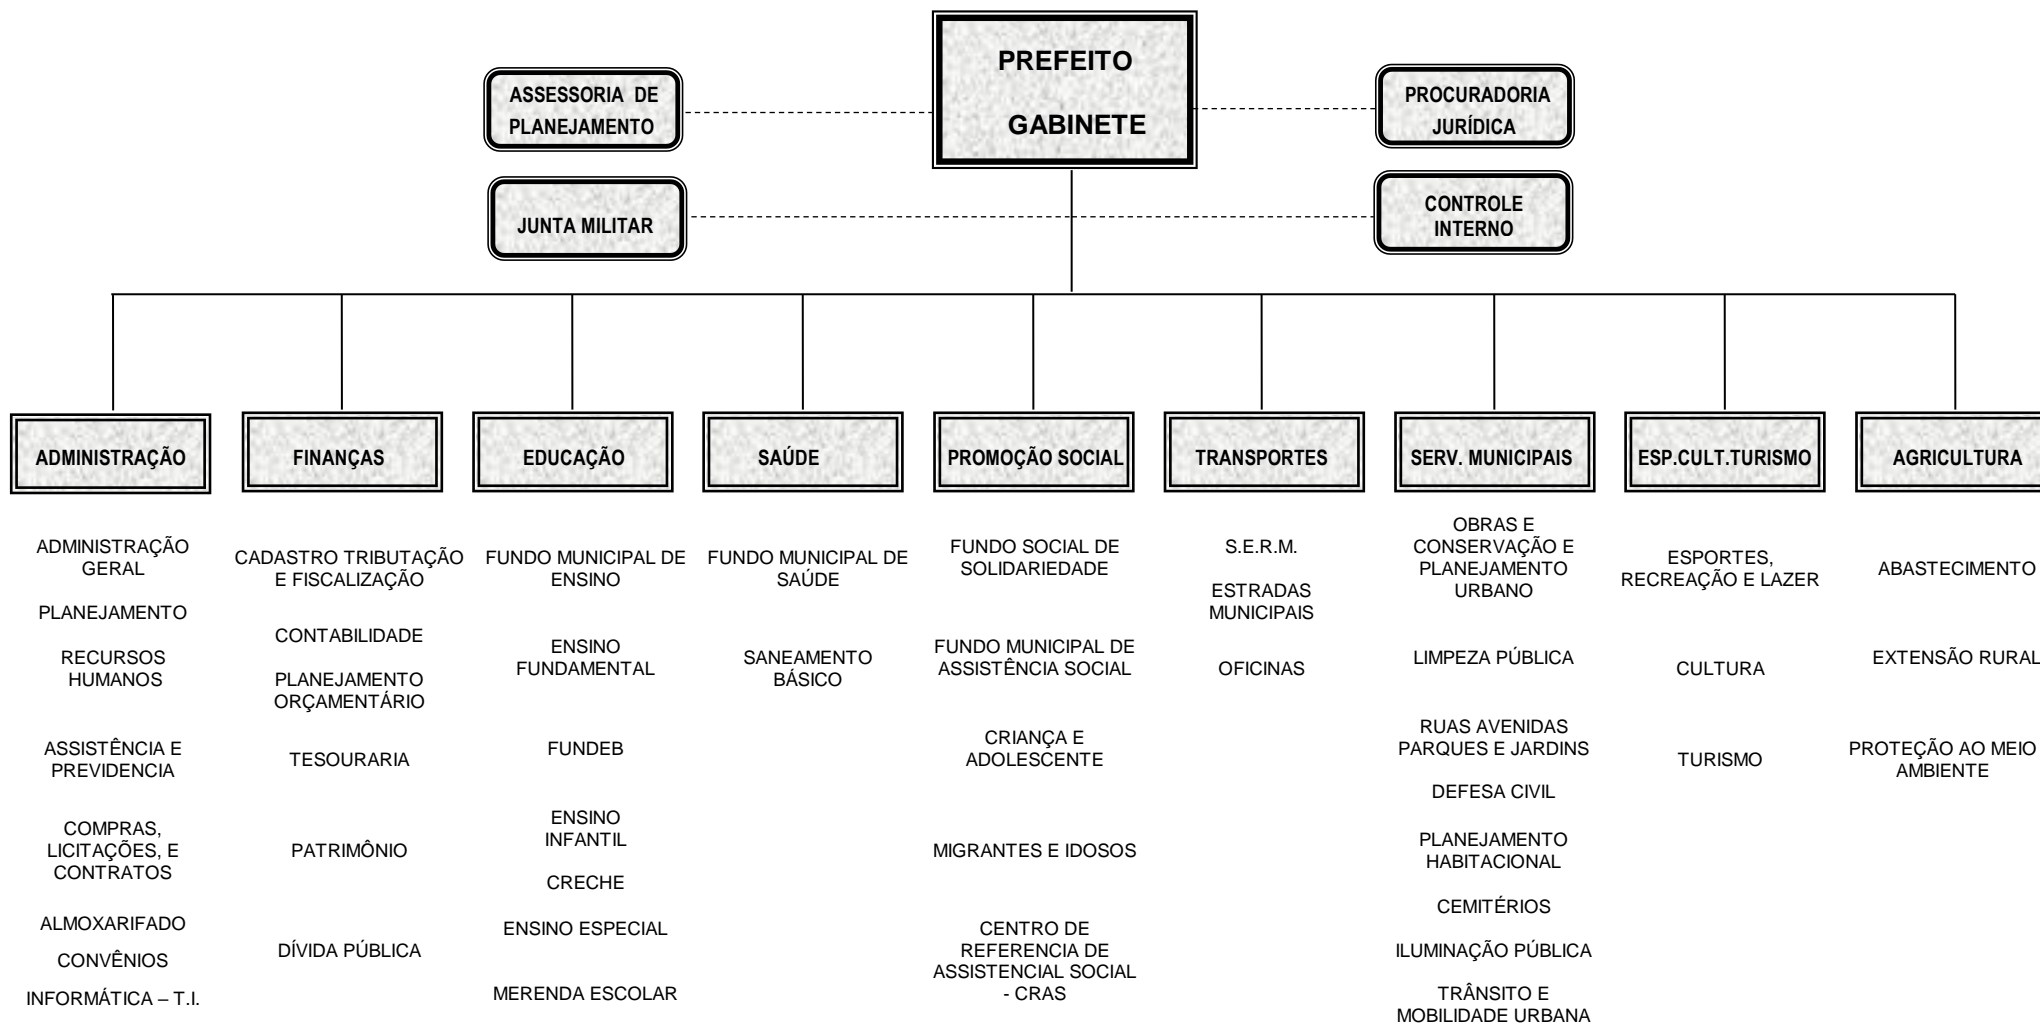 PREFEITO
GABINETE
ASSESSORIA DE
PLANEJAMENTO
PROCURADORIA
JURÍDICA
JUNTA MILITAR
CONTROLE
INTERNO
ADMINISTRAÇÃO
FINANÇAS
EDUCAÇÃO
SAÚDE
PROMOÇÃO SOCIAL
TRANSPORTES
SERV. MUNICIPAIS
ESP.CULT.TURISMO
AGRICULTURA
ADMINISTRAÇÃO
GERAL
PLANEJAMENTO
RECURSOS
HUMANOS
ASSISTÊNCIA E
PREVIDENCIA
COMPRAS,
LICITAÇÕES, E
CONTRATOS
ALMOXARIFADO
CONVÊNIOS
INFORMÁTICA – T.I.
CADASTRO TRIBUTAÇÃO
E FISCALIZAÇÃO
CONTABILIDADE
PLANEJAMENTO
ORÇAMENTÁRIO
TESOURARIA
PATRIMÔNIO
DÍVIDA PÚBLICA
FUNDO MUNICIPAL DE
ENSINO
ENSINO
FUNDAMENTAL
FUNDEB
ENSINO
INFANTIL
CRECHE
ENSINO ESPECIAL
MERENDA ESCOLAR
FUNDO MUNICIPAL DE
SAÚDE
SANEAMENTO
BÁSICO
FUNDO SOCIAL DE
SOLIDARIEDADE
FUNDO MUNICIPAL DE
ASSISTÊNCIA SOCIAL
CRIANÇA E
ADOLESCENTE
MIGRANTES E IDOSOS
CENTRO DE
REFERENCIA DE
ASSISTENCIAL SOCIAL
- CRAS
S.E.R.M.
ESTRADAS
MUNICIPAIS
OFICINAS
OBRAS E
CONSERVAÇÃO E
PLANEJAMENTO
URBANO
LIMPEZA PÚBLICA
RUAS AVENIDAS
PARQUES E JARDINS
DEFESA CIVIL
PLANEJAMENTO
HABITACIONAL
CEMITÉRIOS
ILUMINAÇÃO PÚBLICA
TRÂNSITO E
MOBILIDADE URBANA
ESPORTES,
RECREAÇÃO E LAZER
CULTURA
TURISMO
ABASTECIMENTO
EXTENSÃO RURAL
PROTEÇÃO AO MEIO
AMBIENTE